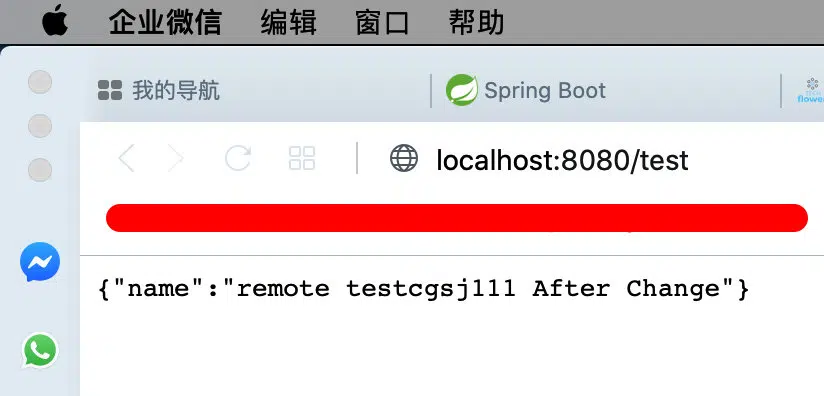 企业微信 编辑 窗口 帮助
我的导航 Spring Boot flower
localhost:8080/test
{"name":"remote testcgsj111 After Change"}